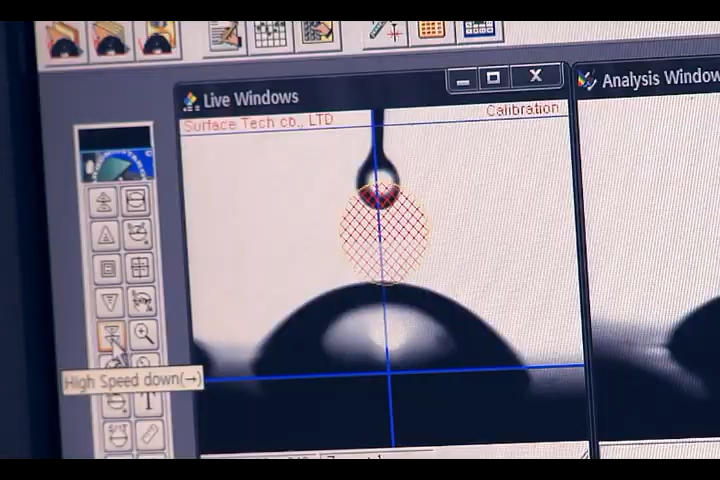 Live Windows
Analysis Window
Surface Tech co., LTD
Calibration
High Speed down(→)
T